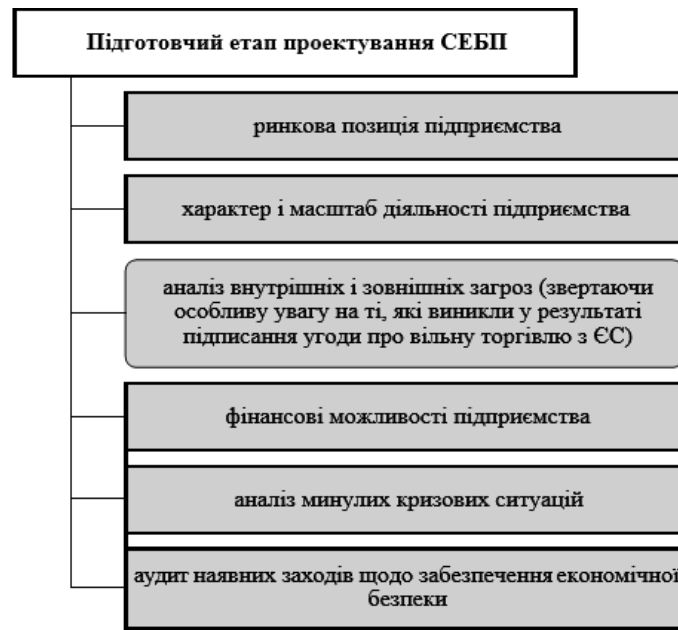 Підготовчий етап проектування СЕБП
ринкова позиція підприємства
характер і масштаб діяльності підприємства
аналіз внутрішніх і зовнішніх загроз (звертаючи
особливу увагу на ті, які виникли у результаті
підписання угоди про вільну торгівлю з ЄС)
фінансові можливості підприємства
аналіз минулих кризових ситуацій
аудит наявних заходів щодо забезпечення економічної
безпеки